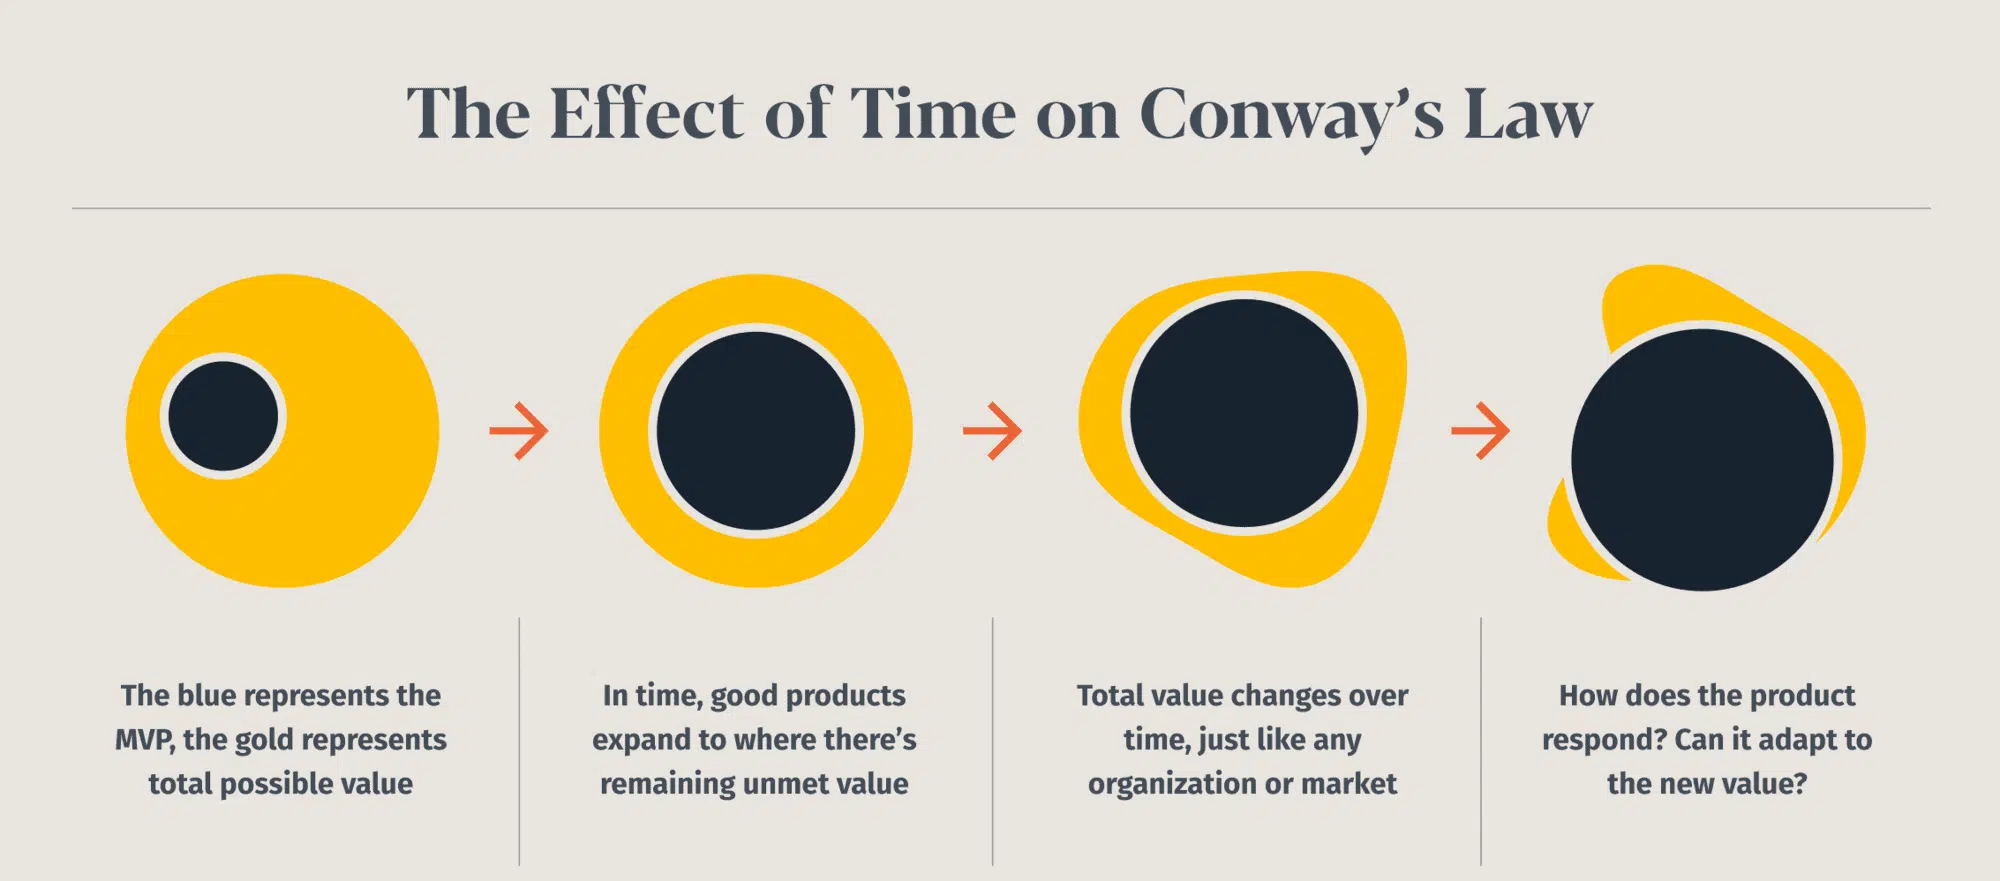 The Effect of Time on Conway’s Law
The blue represents the
MVP, the gold represents
total possible value
In time, good products
expand to where there’s
remaining unmet value
Total value changes over
time, just like any
organization or market
How does the product
respond? Can it adapt to
the new value?